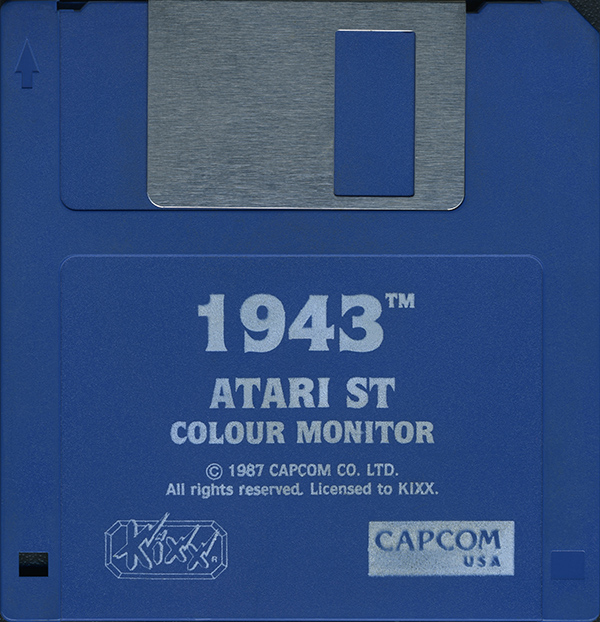 1943™
ATARI ST
COLOUR MONITOR
© 1987 CAPCOM CO. LTD.
All rights reserved. Licensed to KIXX.
Kixx®
CAPCOM
USA